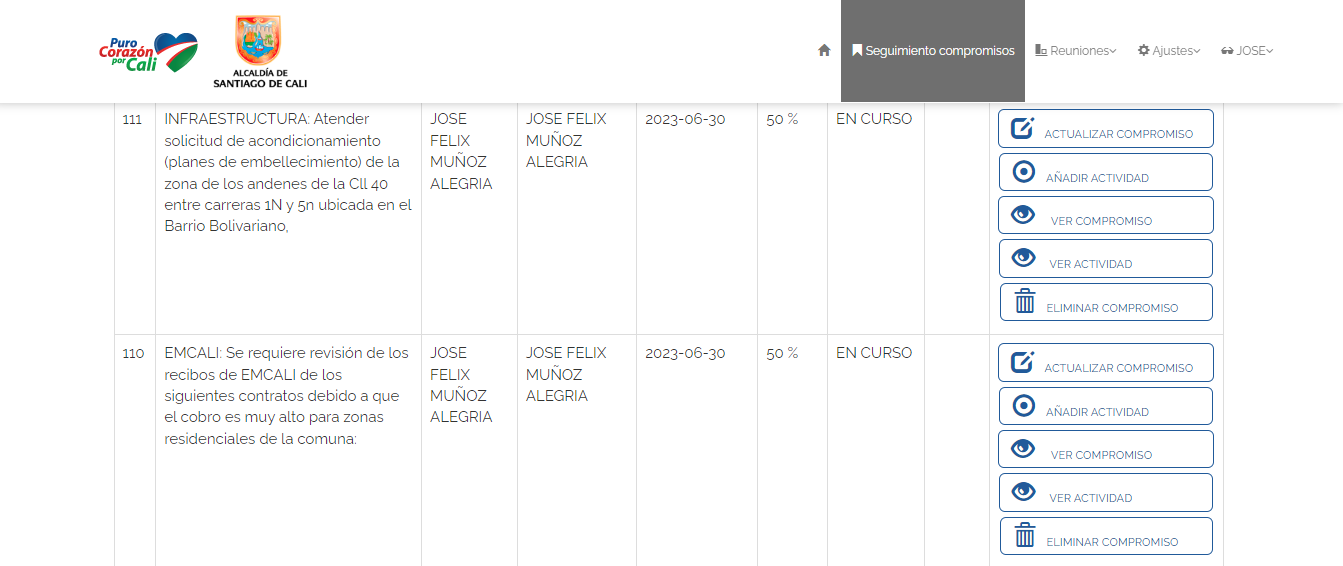 Puro
Corazón
por
Cali
ALCALDÍA DE
SANTIAGO DE CALI
Seguimiento compromisos
Reuniones
Ajustes
JOSE
111
INFRAESTRUCTURA: Atender
solicitud de acondicionamiento
(planes de embellecimiento) de la
zona de los andenes de la Cll 40
entre carreras 1N y 5n ubicada en el
Barrio Bolivariano,
JOSE
FELIX
MUÑOZ
ALEGRIA
JOSE FELIX
MUÑOZ
ALEGRIA
2023-06-30
50 %
EN CURSO
ACTUALIZAR COMPROMISO
AÑADIR ACTIVIDAD
VER COMPROMISO
VER ACTIVIDAD
ELIMINAR COMPROMISO
110
EMCALI: Se requiere revisión de los
recibos de EMCALI de los
siguientes contratos debido a que
el cobro es muy alto para zonas
residenciales de la comuna:
JOSE
FELIX
MUÑOZ
ALEGRIA
JOSE FELIX
MUÑOZ
ALEGRIA
2023-06-30
50 %
EN CURSO
ACTUALIZAR COMPROMISO
AÑADIR ACTIVIDAD
VER COMPROMISO
VER ACTIVIDAD
ELIMINAR COMPROMISO